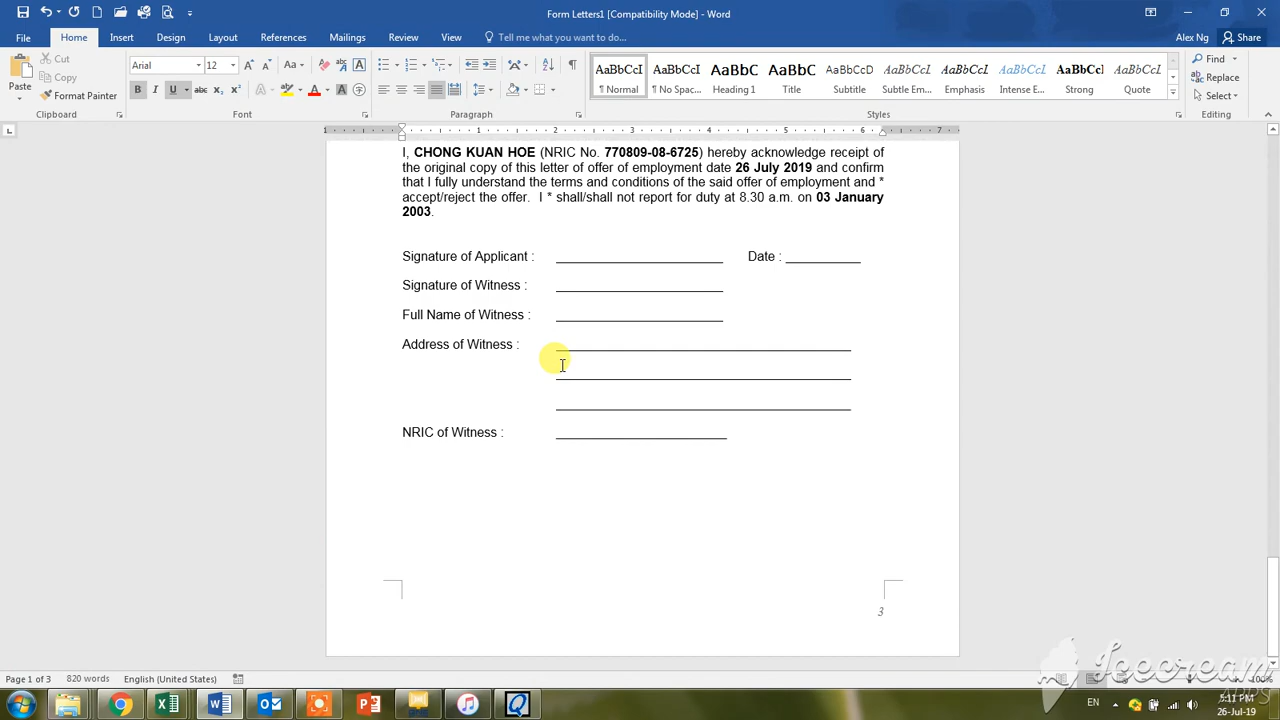 Form Letters1 [Compatibility Mode] - Word
Alex Ng
Share
File Home Insert Design Layout References Mailings Review View Tell me what you want to do...
Paste
Cut
Copy
Format Painter
Clipboard
Arial 12
Font
Paragraph
AaBbCcI AaBbCcI AaBbC AaBbC AaBbCcD AaBbCcI AaBbCcI AaBbCcI AaBbCcI AaBbCcI
¶ Normal ¶ No Spac... Heading 1 Title Subtitle Subtle Em... Emphasis Intense E... Strong Quote
Styles
Find
Replace
Select
Editing
I, CHONG KUAN HOE (NRIC No. 770809-08-6725) hereby acknowledge receipt of
the original copy of this letter of offer of employment date 26 July 2019 and confirm
that I fully understand the terms and conditions of the said offer of employment and *
accept/reject the offer. I * shall/shall not report for duty at 8.30 a.m. on 03 January
2003.
Signature of Applicant : Date :
Signature of Witness :
Full Name of Witness :
Address of Witness :
NRIC of Witness :
3
Page 1 of 3 820 words English (United States)
100%
Icecream
APPS
EN
5:11 PM
26-Jul-19